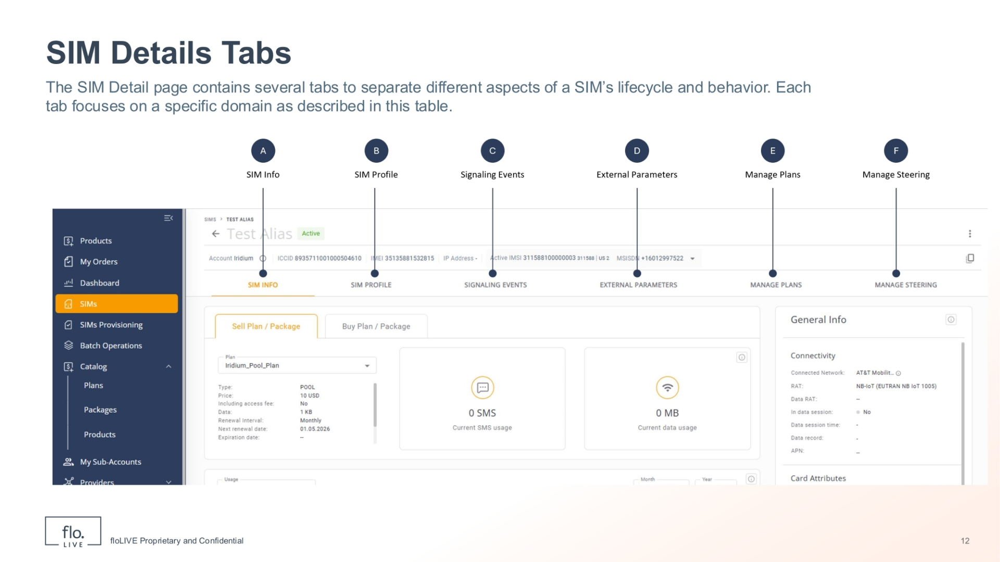 SIM Details Tabs
The SIM Detail page contains several tabs to separate different aspects of a SIM’s lifecycle and behavior. Each
tab focuses on a specific domain as described in this table.
A
B
C
D
E
F
SIM Info
SIM Profile
Signaling Events
External Parameters
Manage Plans
Manage Steering
Products
My Orders
Dashboard
SIMs
SIMs Provisioning
Batch Operations
Catalog
Plans
Packages
Products
My Sub-Accounts
Providers
SIMS > TEST ALIAS
Test Alias Active
Account Iridium ICCID 8935711001000504610 IMEI 35135881532815 IP Address - Active IMSI 311588100000003 311588 | US 2 MSISDN +16012997522
SIM INFO
SIM PROFILE
SIGNALING EVENTS
EXTERNAL PARAMETERS
MANAGE PLANS
MANAGE STEERING
Sell Plan / Package
Buy Plan / Package
Plan
Iridium_Pool_Plan
Type: POOL
Price: 10 USD
Including access fee: No
Data: 1 KB
Renewal Interval: Monthly
Next renewal date: 01.05.2026
Expiration date: --
0 SMS
Current SMS usage
0 MB
Current data usage
Usage
Month
Year
General Info
Connectivity
Connected Network: AT&T Mobilit...
RAT: NB-IoT (EUTRAN NB IoT 1005)
Data RAT: --
In data session: No
Data session time: -
Data record: -
APN: --
Card Attributes
flo.
LIVE
floLIVE Proprietary and Confidential
12